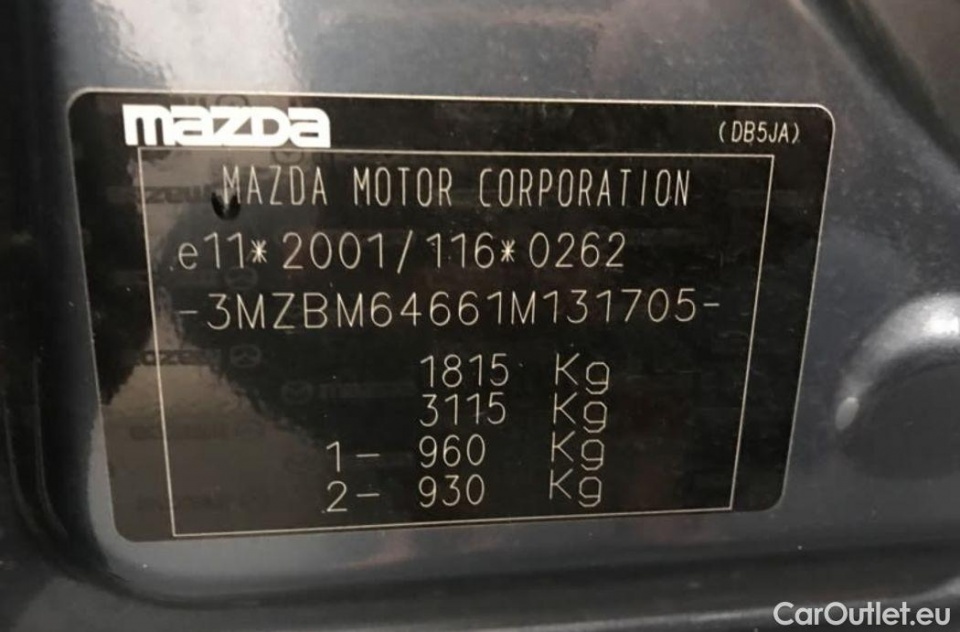 mazda
(DB5JA)
MAZDA MOTOR CORPORATION
e11*2001/116*0262
-3MZBM64661M131705-
1815 Kg
3115 Kg
1- 960 Kg
2- 930 Kg
CarOutlet.eu